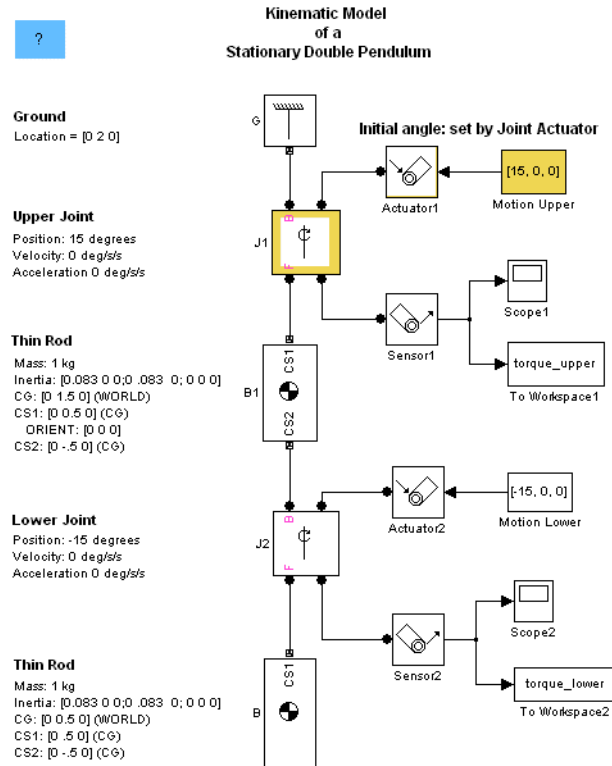 ?
Kinematic Model
of a
Stationary Double Pendulum
Ground
Location = [0 2 0]
G
Initial angle: set by Joint Actuator
Actuator1
[15, 0, 0]
Motion Upper
Upper Joint
Position: 15 degrees
Velocity: 0 deg/s/s
Acceleration 0 deg/s/s
J1
B
F
Sensor1
Scope1
torque_upper
To Workspace1
Thin Rod
Mass: 1 kg
Inertia: [0.083 0 0;0 .083 0; 0 0 0]
CG: [0 1.5 0] (WORLD)
CS1: [0 0.5 0] (CG)
ORIENT: [0 0 0]
CS2: [0 -.5 0] (CG)
B1
CS1
CS2
Actuator2
[-15, 0, 0]
Motion Lower
Lower Joint
Position: -15 degrees
Velocity: 0 deg/s/s
Acceleration 0 deg/s/s
J2
B
F
Sensor2
Scope2
torque_lower
To Workspace2
Thin Rod
Mass: 1 kg
Inertia: [0.083 0 0;0 .083 0; 0 0 0]
CG: [0 0.5 0] (WORLD)
CS1: [0 .5 0] (CG)
CS2: [0 -.5 0] (CG)
B
CS1